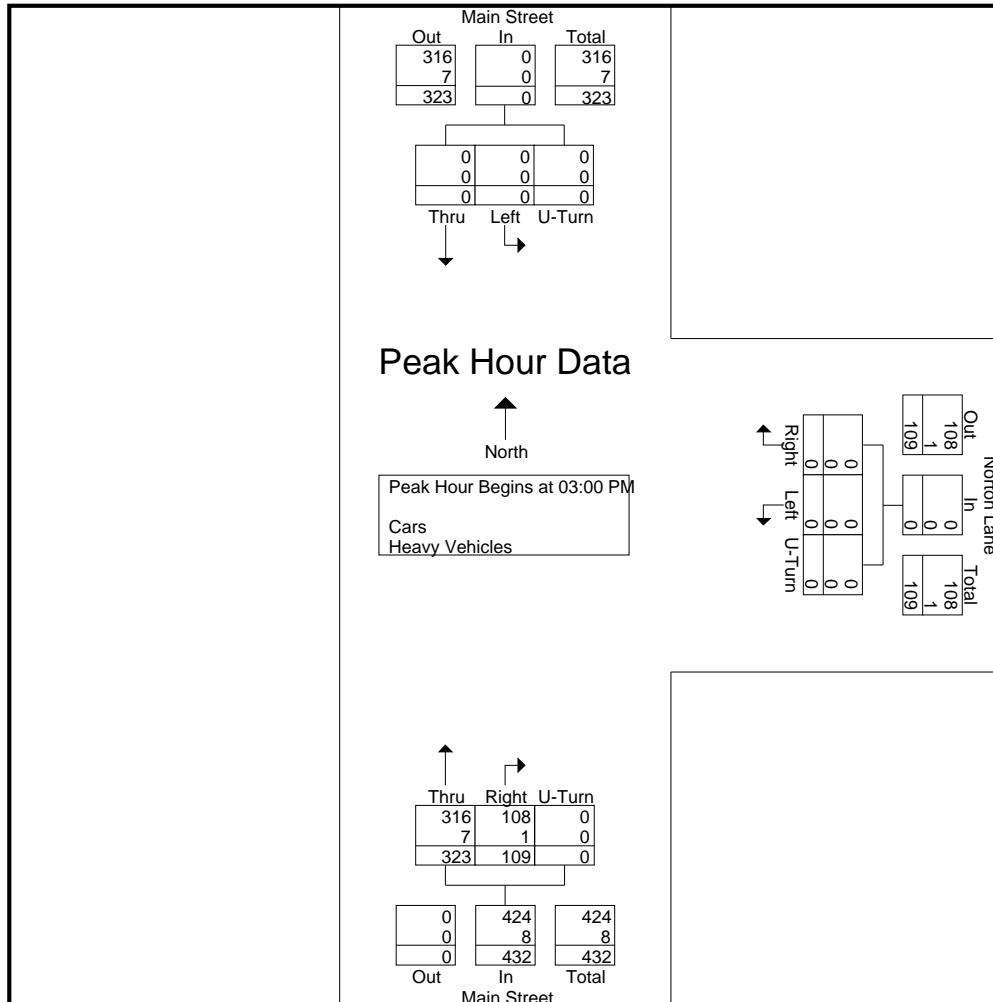 Main Street
Out In Total
316 0 316
7 0 7
323 0 323
0 0 0
0 0 0
0 0 0
Thru Left U-Turn
Peak Hour Data
North
Peak Hour Begins at 03:00 PM
Cars
Heavy Vehicles
Norton Lane
Out In Total
108 0 108
1 0 1
109 0 109
0 0 0
0 0 0
0 0 0
Right Left U-Turn
Thru Right U-Turn
316 108 0
7 1 0
323 109 0
0 424 424
0 8 8
0 432 432
Out In Total
Main Street